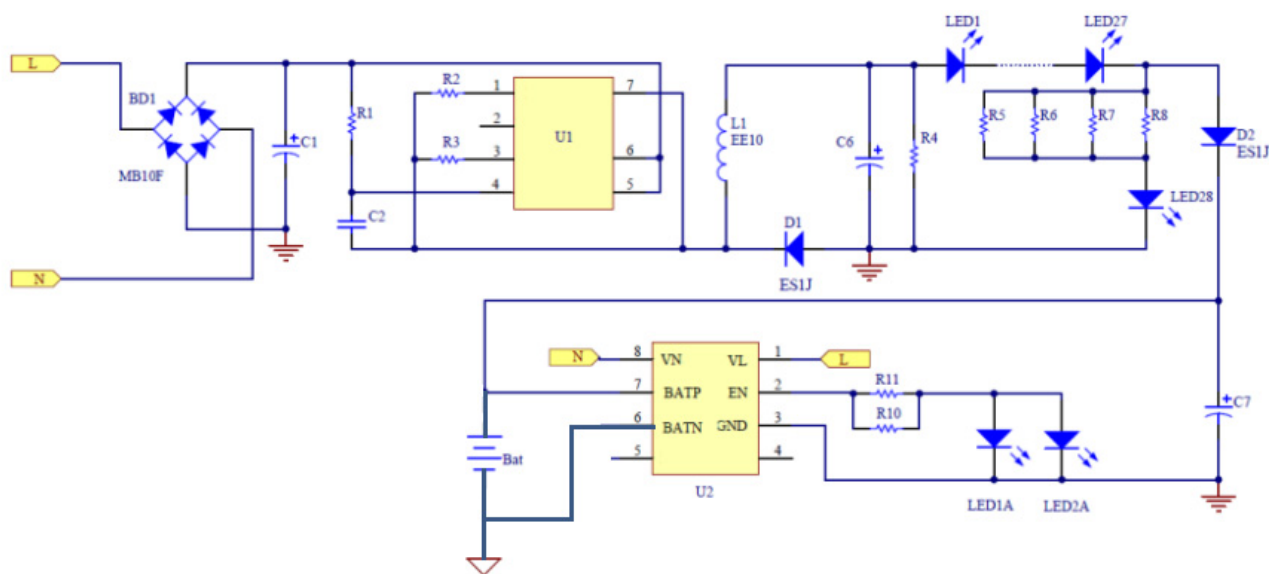 L
BD1
MB10F
N
C1
R1
C2
R2
R3
1
2
3
4
U1
7
6
5
L1
EE10
D1
ES1J
C6
R4
LED1
LED27
R5
R6
R7
R8
LED28
D2
ES1J
N
8
VN
VL
1
L
7
BATP
EN
2
6
BATN
GND
3
5
4
U2
Bat
R11
R10
LED1A
LED2A
C7